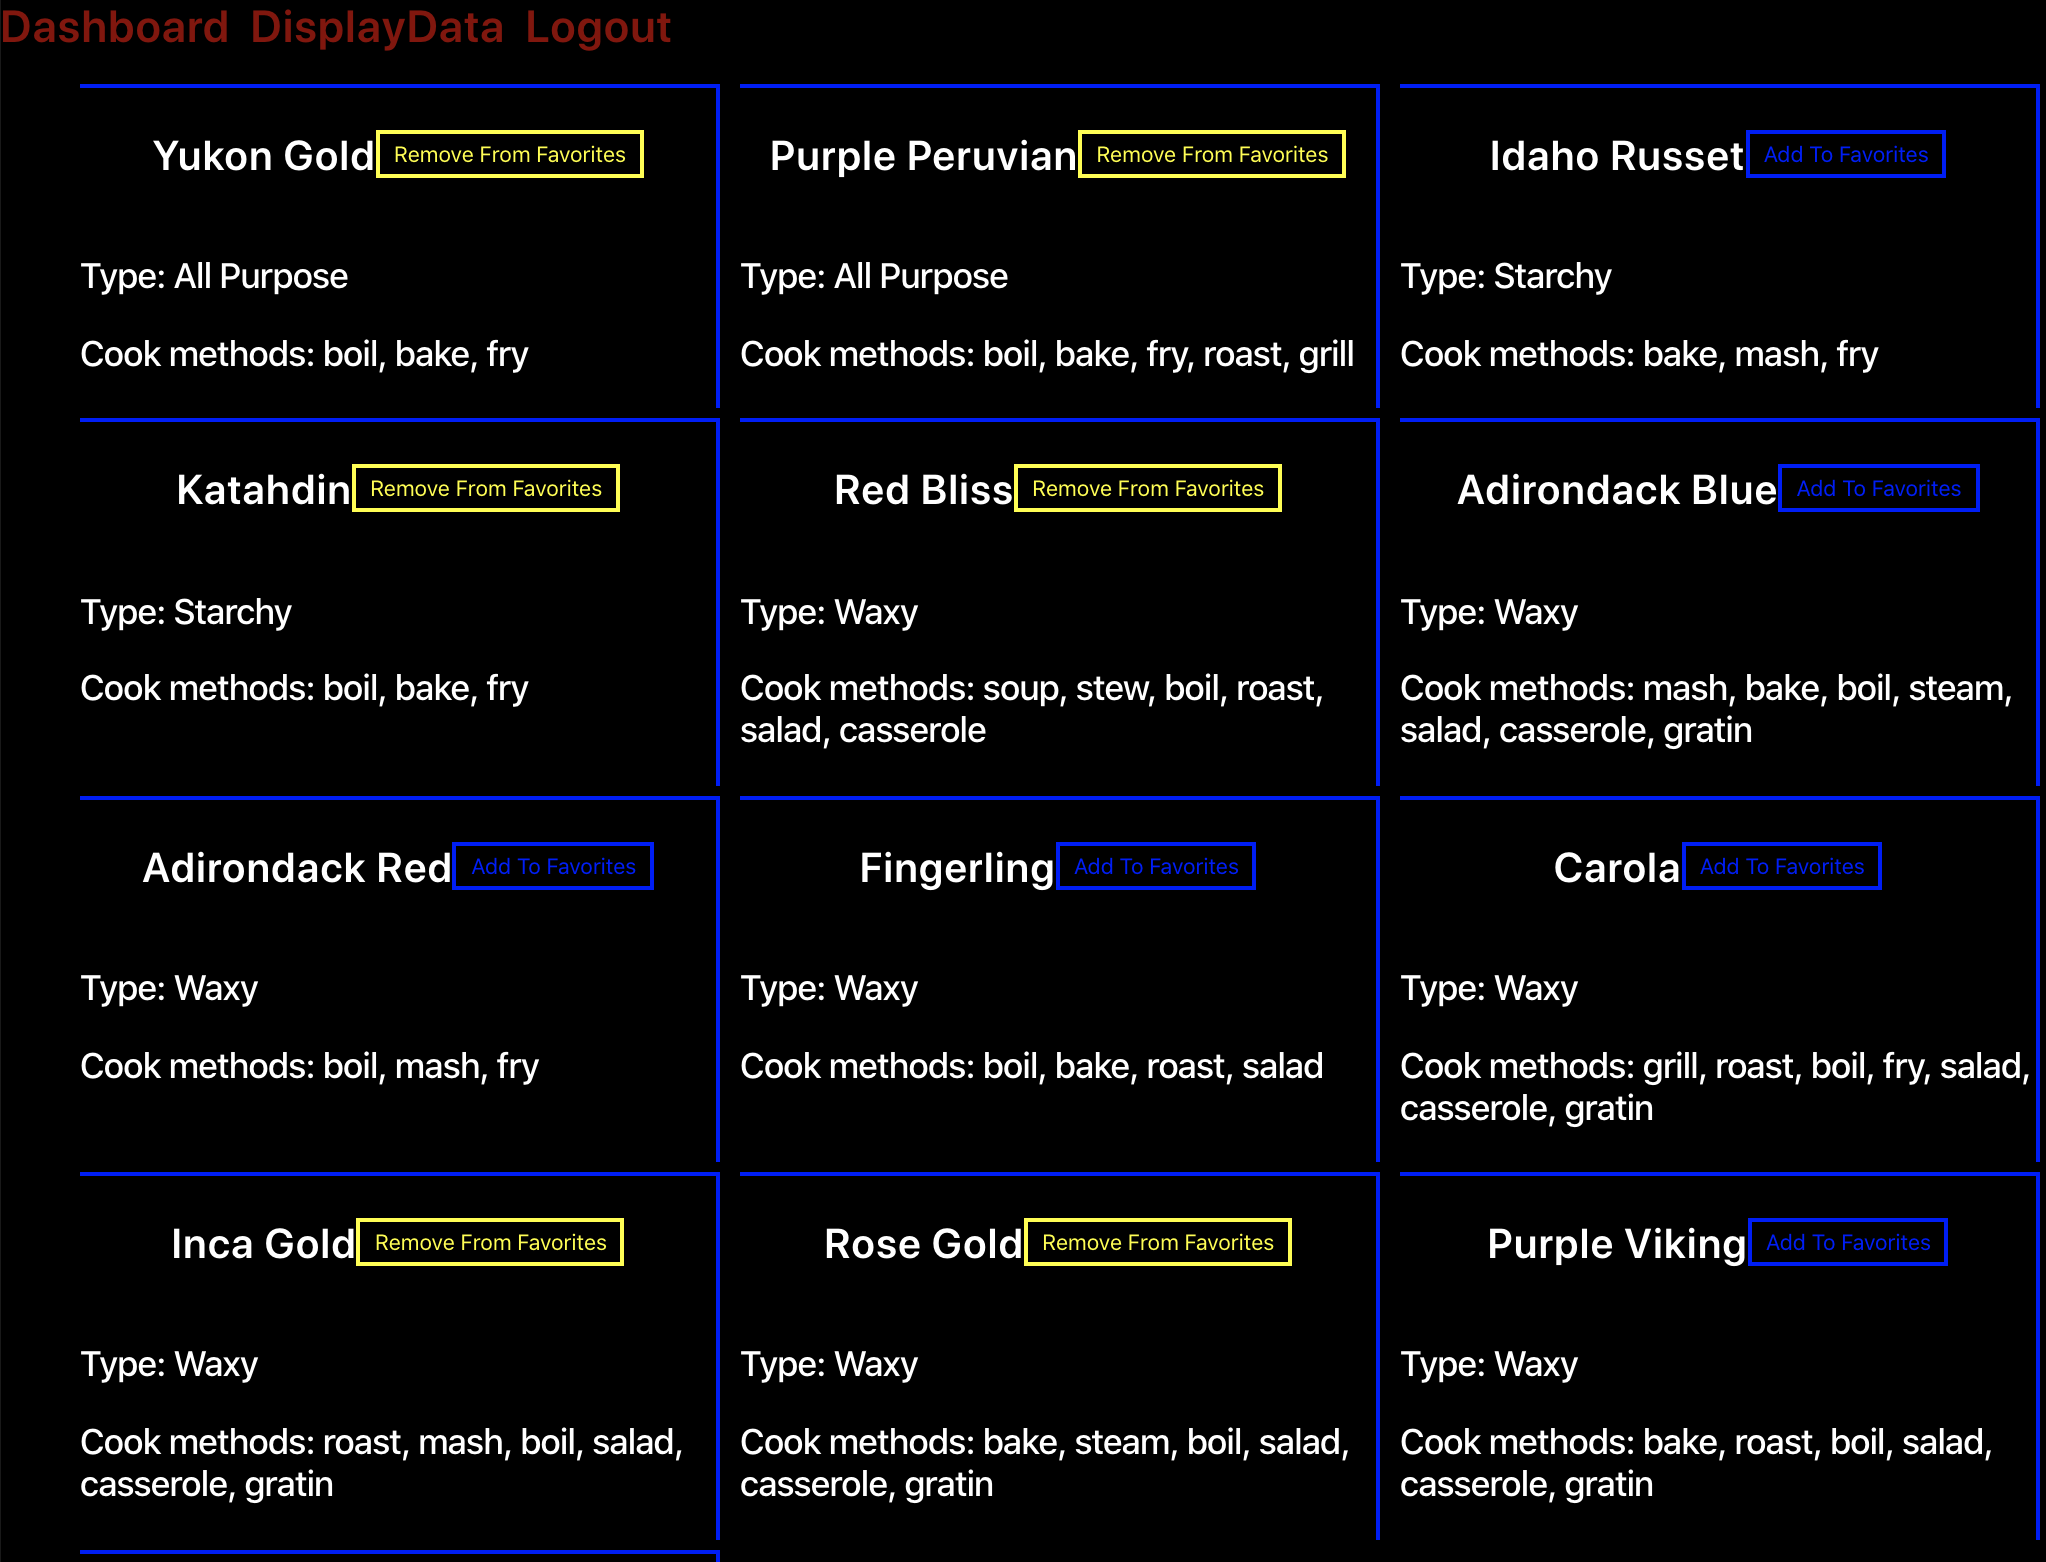 Dashboard DisplayData Logout
Yukon Gold Remove From Favorites
Type: All Purpose
Cook methods: boil, bake, fry
Purple Peruvian Remove From Favorites
Type: All Purpose
Cook methods: boil, bake, fry, roast, grill
Idaho Russet Add To Favorites
Type: Starchy
Cook methods: bake, mash, fry
Katahdin Remove From Favorites
Type: Starchy
Cook methods: boil, bake, fry
Red Bliss Remove From Favorites
Type: Waxy
Cook methods: soup, stew, boil, roast,
salad, casserole
Adirondack Blue Add To Favorites
Type: Waxy
Cook methods: mash, bake, boil, steam,
salad, casserole, gratin
Adirondack Red Add To Favorites
Type: Waxy
Cook methods: boil, mash, fry
Fingerling Add To Favorites
Type: Waxy
Cook methods: boil, bake, roast, salad
Carola Add To Favorites
Type: Waxy
Cook methods: grill, roast, boil, fry, salad,
casserole, gratin
Inca Gold Remove From Favorites
Type: Waxy
Cook methods: roast, mash, boil, salad,
casserole, gratin
Rose Gold Remove From Favorites
Type: Waxy
Cook methods: bake, steam, boil, salad,
casserole, gratin
Purple Viking Add To Favorites
Type: Waxy
Cook methods: bake, roast, boil, salad,
casserole, gratin